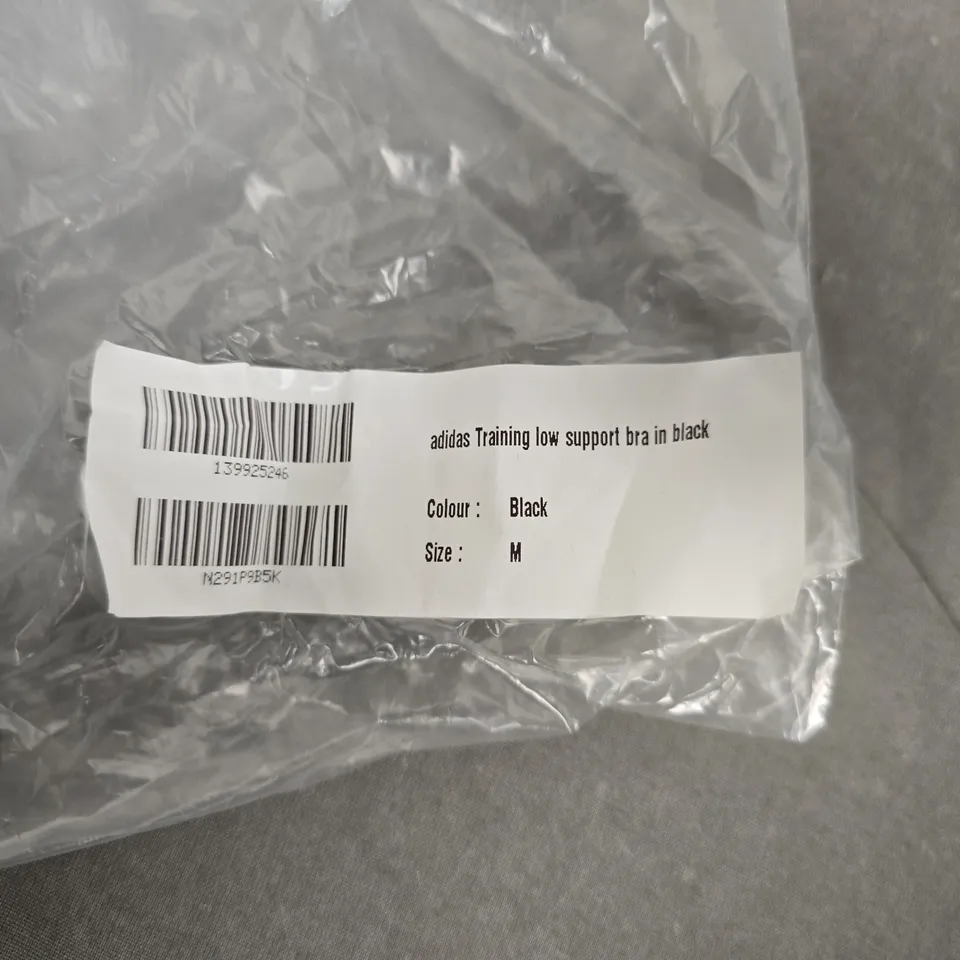 139925246
N291P9B5K
adidas Training low support bra in black
Colour : Black
Size : M